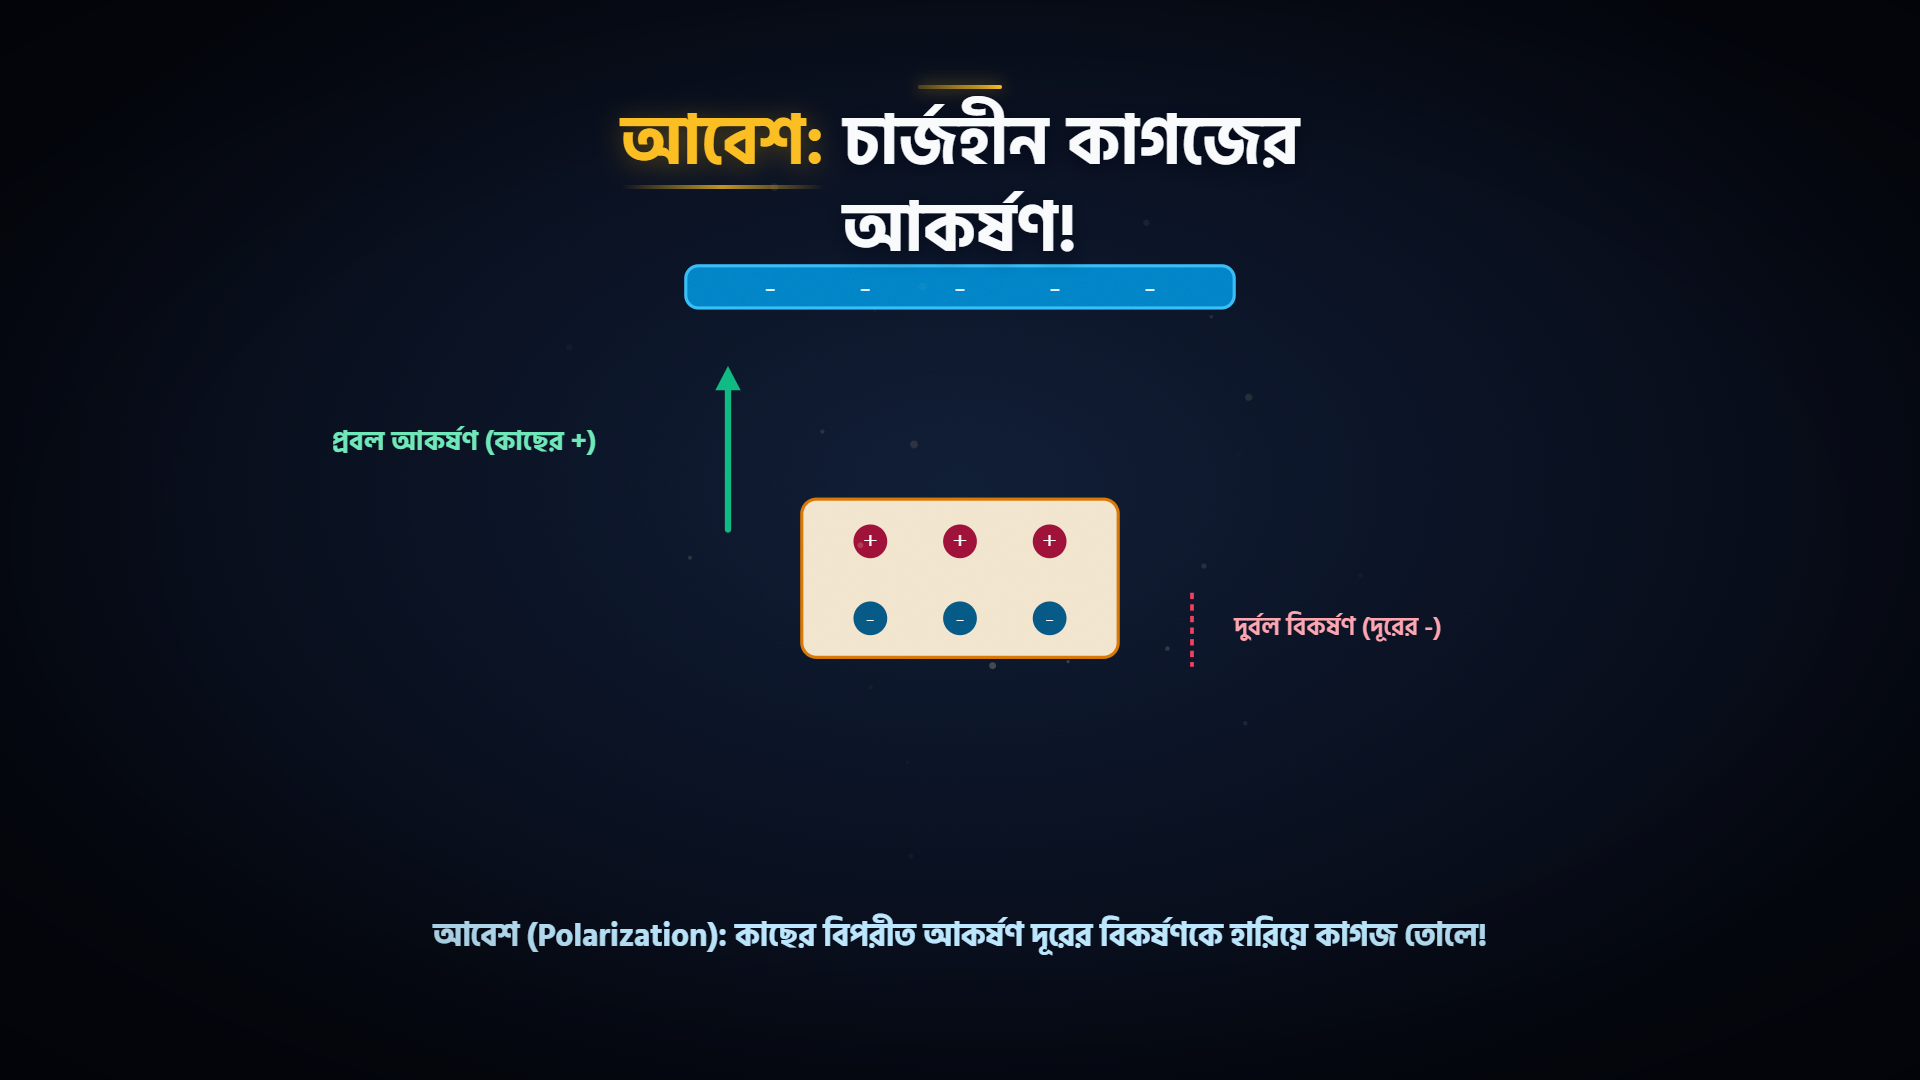 আবেশ: চার্জহীন কাগজের
আকর্ষণ!
- - - - -
প্রবল আকর্ষণ (কাছের +)
+ + +
- - -
দুর্বল বিকর্ষণ (দূরের -)
আবেশ (Polarization): কাছের বিপরীত আকর্ষণ দূরের বিকর্ষণকে হারিয়ে কাগজ তোলে!